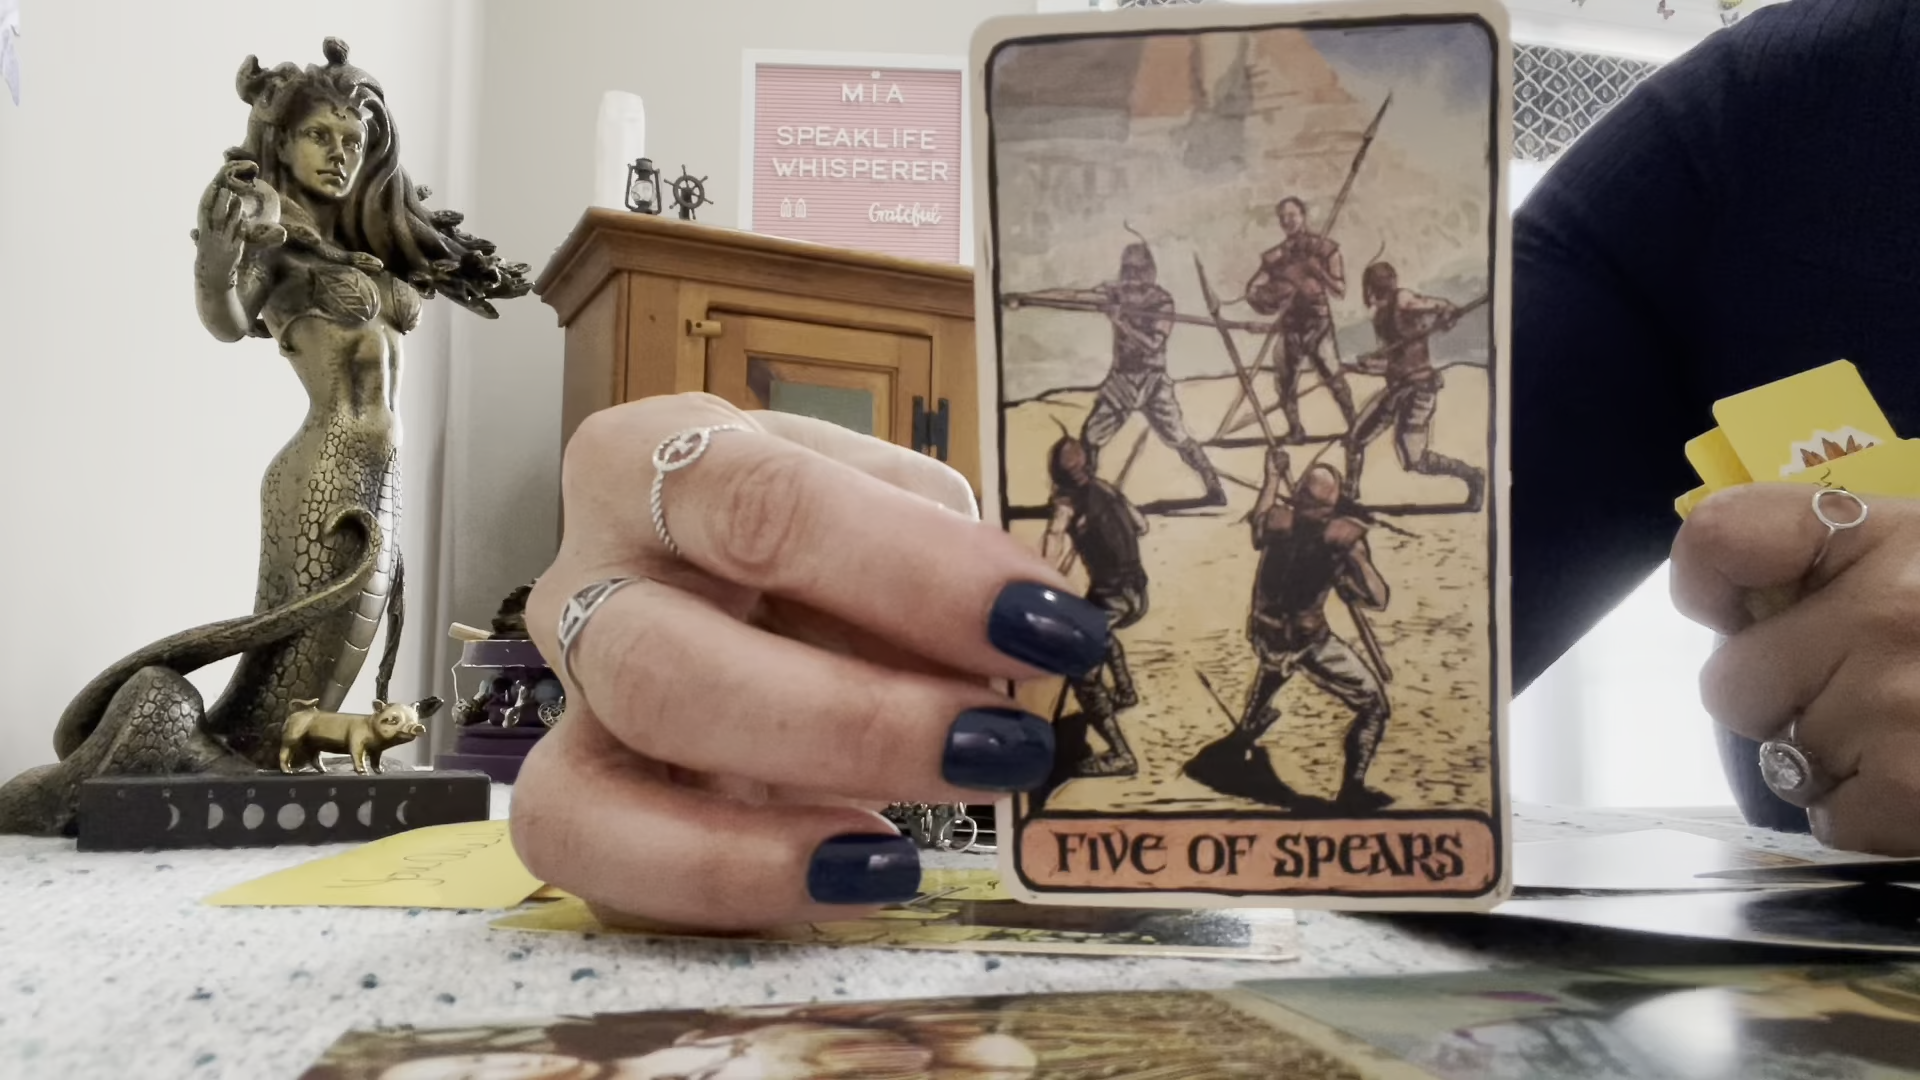 MIA
SPEAKLIFE
WHISPERER
Grateful
FIVE OF SPEARS